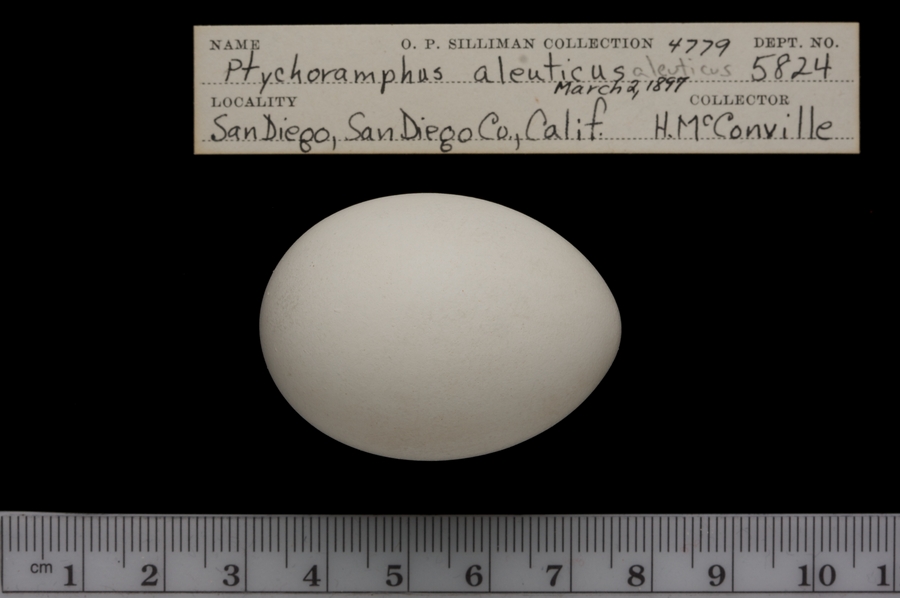 NAME O. P. SILLIMAN COLLECTION 4779 DEPT. NO.
Ptychoramphus aleuticus aleuticus 5824
March 2, 1897
LOCALITY COLLECTOR
San Diego, San Diego Co., Calif. H. McConville
cm 1 2 3 4 5 6 7 8 9 10 1